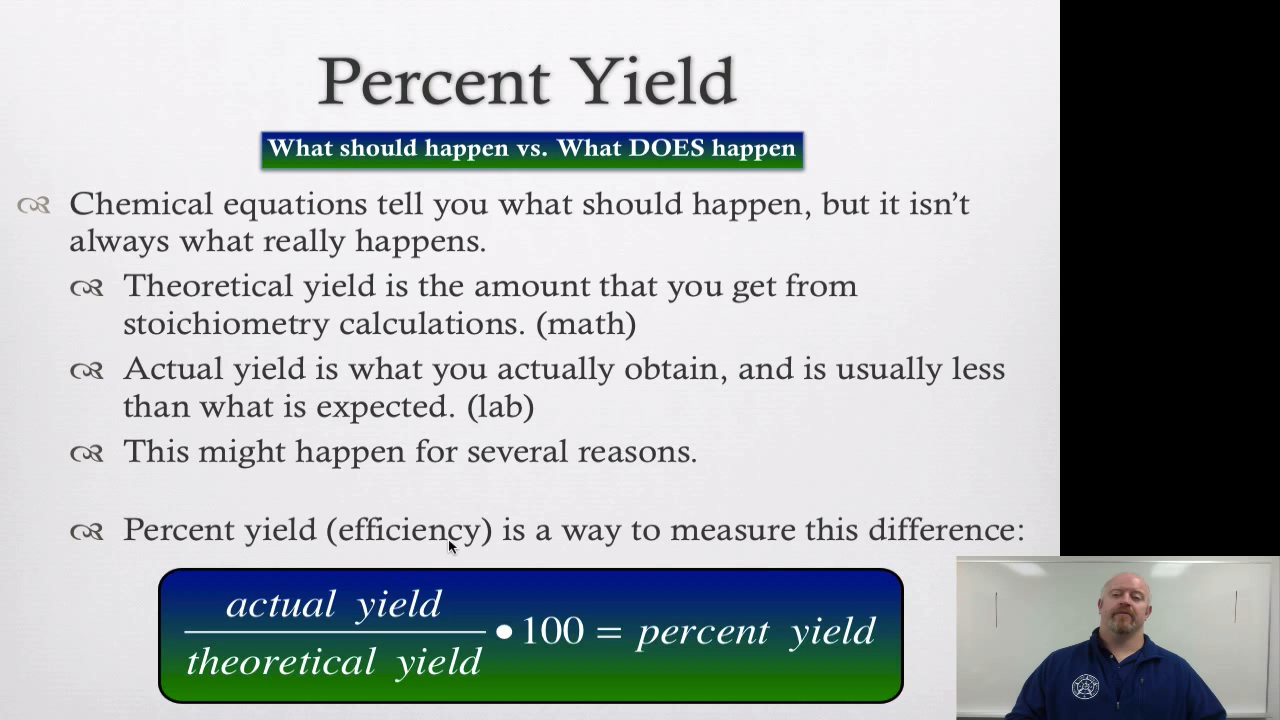 Percent Yield
What should happen vs. What DOES happen
Chemical equations tell you what should happen, but it isn’t
always what really happens.
Theoretical yield is the amount that you get from
stoichiometry calculations. (math)
Actual yield is what you actually obtain, and is usually less
than what is expected. (lab)
This might happen for several reasons.
Percent yield (efficiency) is a way to measure this difference:
actual yield
theoretical yield
• 100 = percent yield